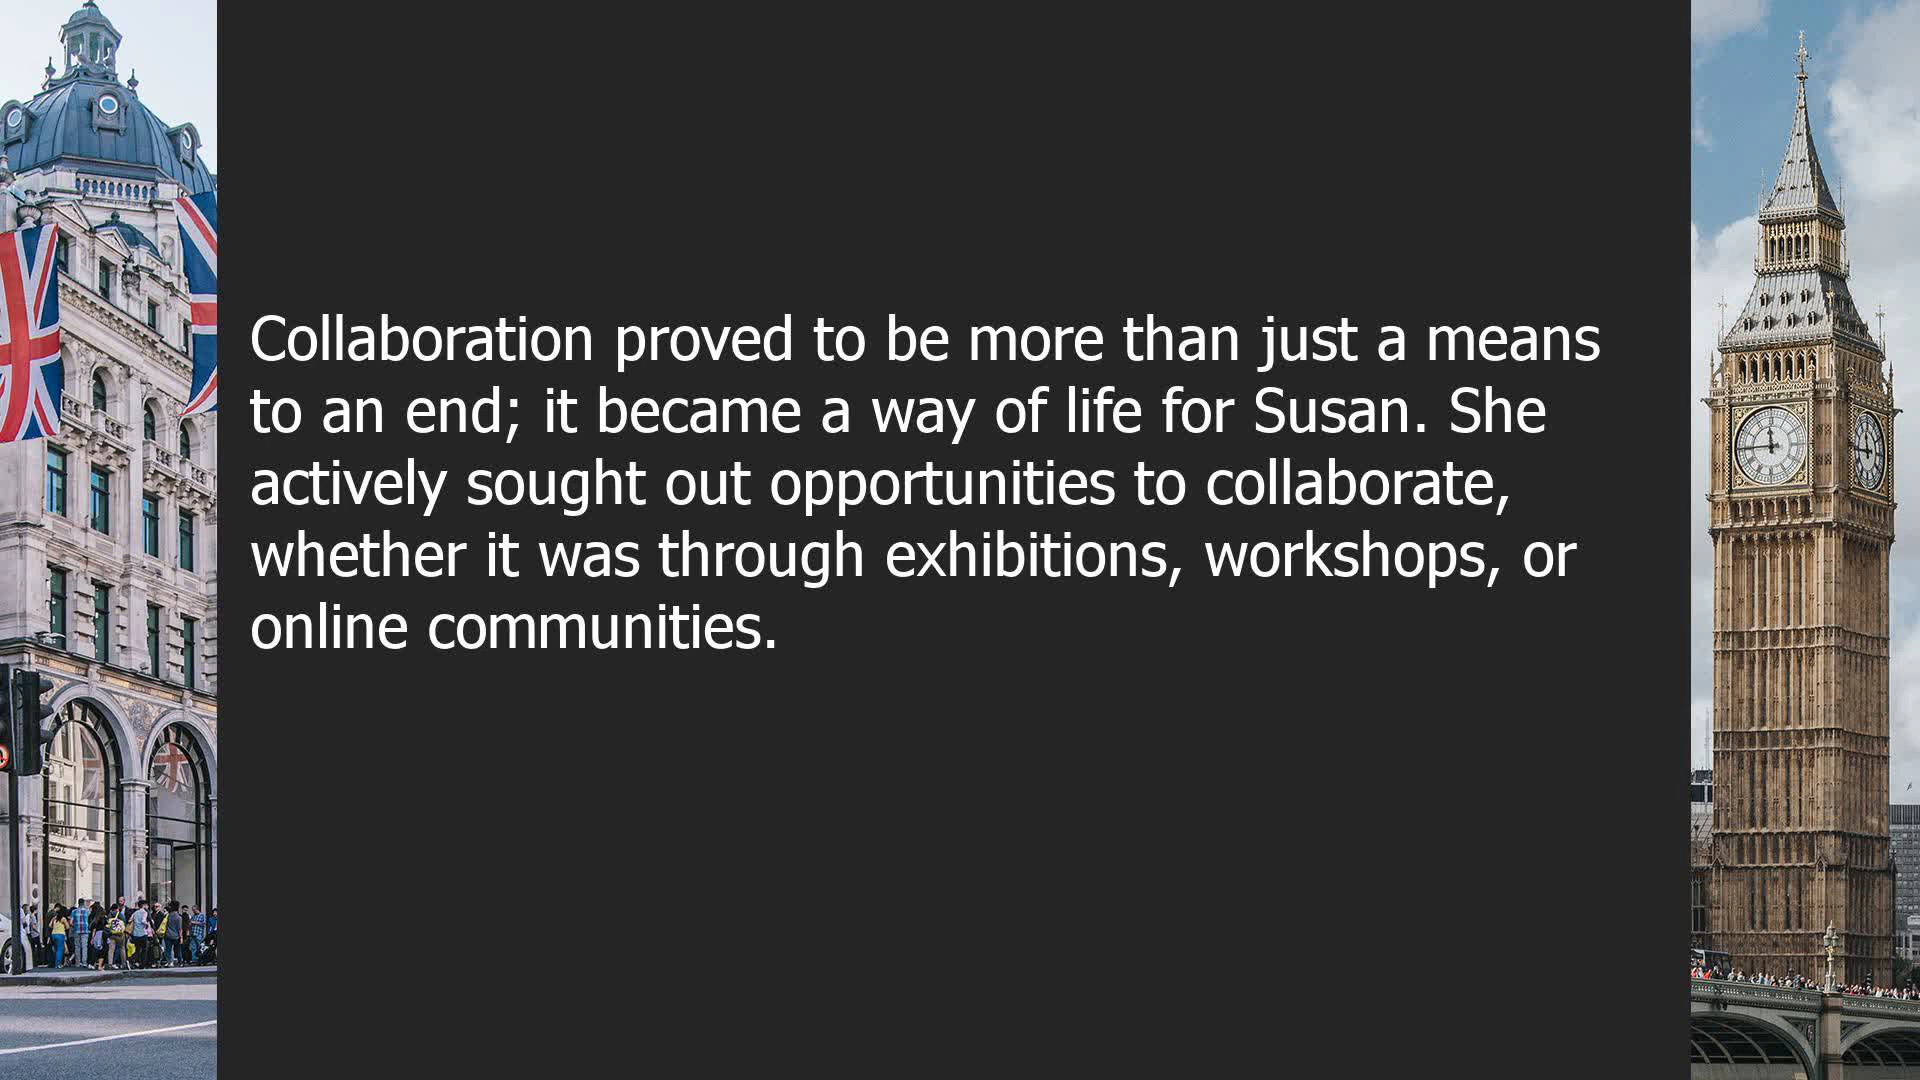 Collaboration proved to be more than just a means
to an end; it became a way of life for Susan. She
actively sought out opportunities to collaborate,
whether it was through exhibitions, workshops, or
online communities.